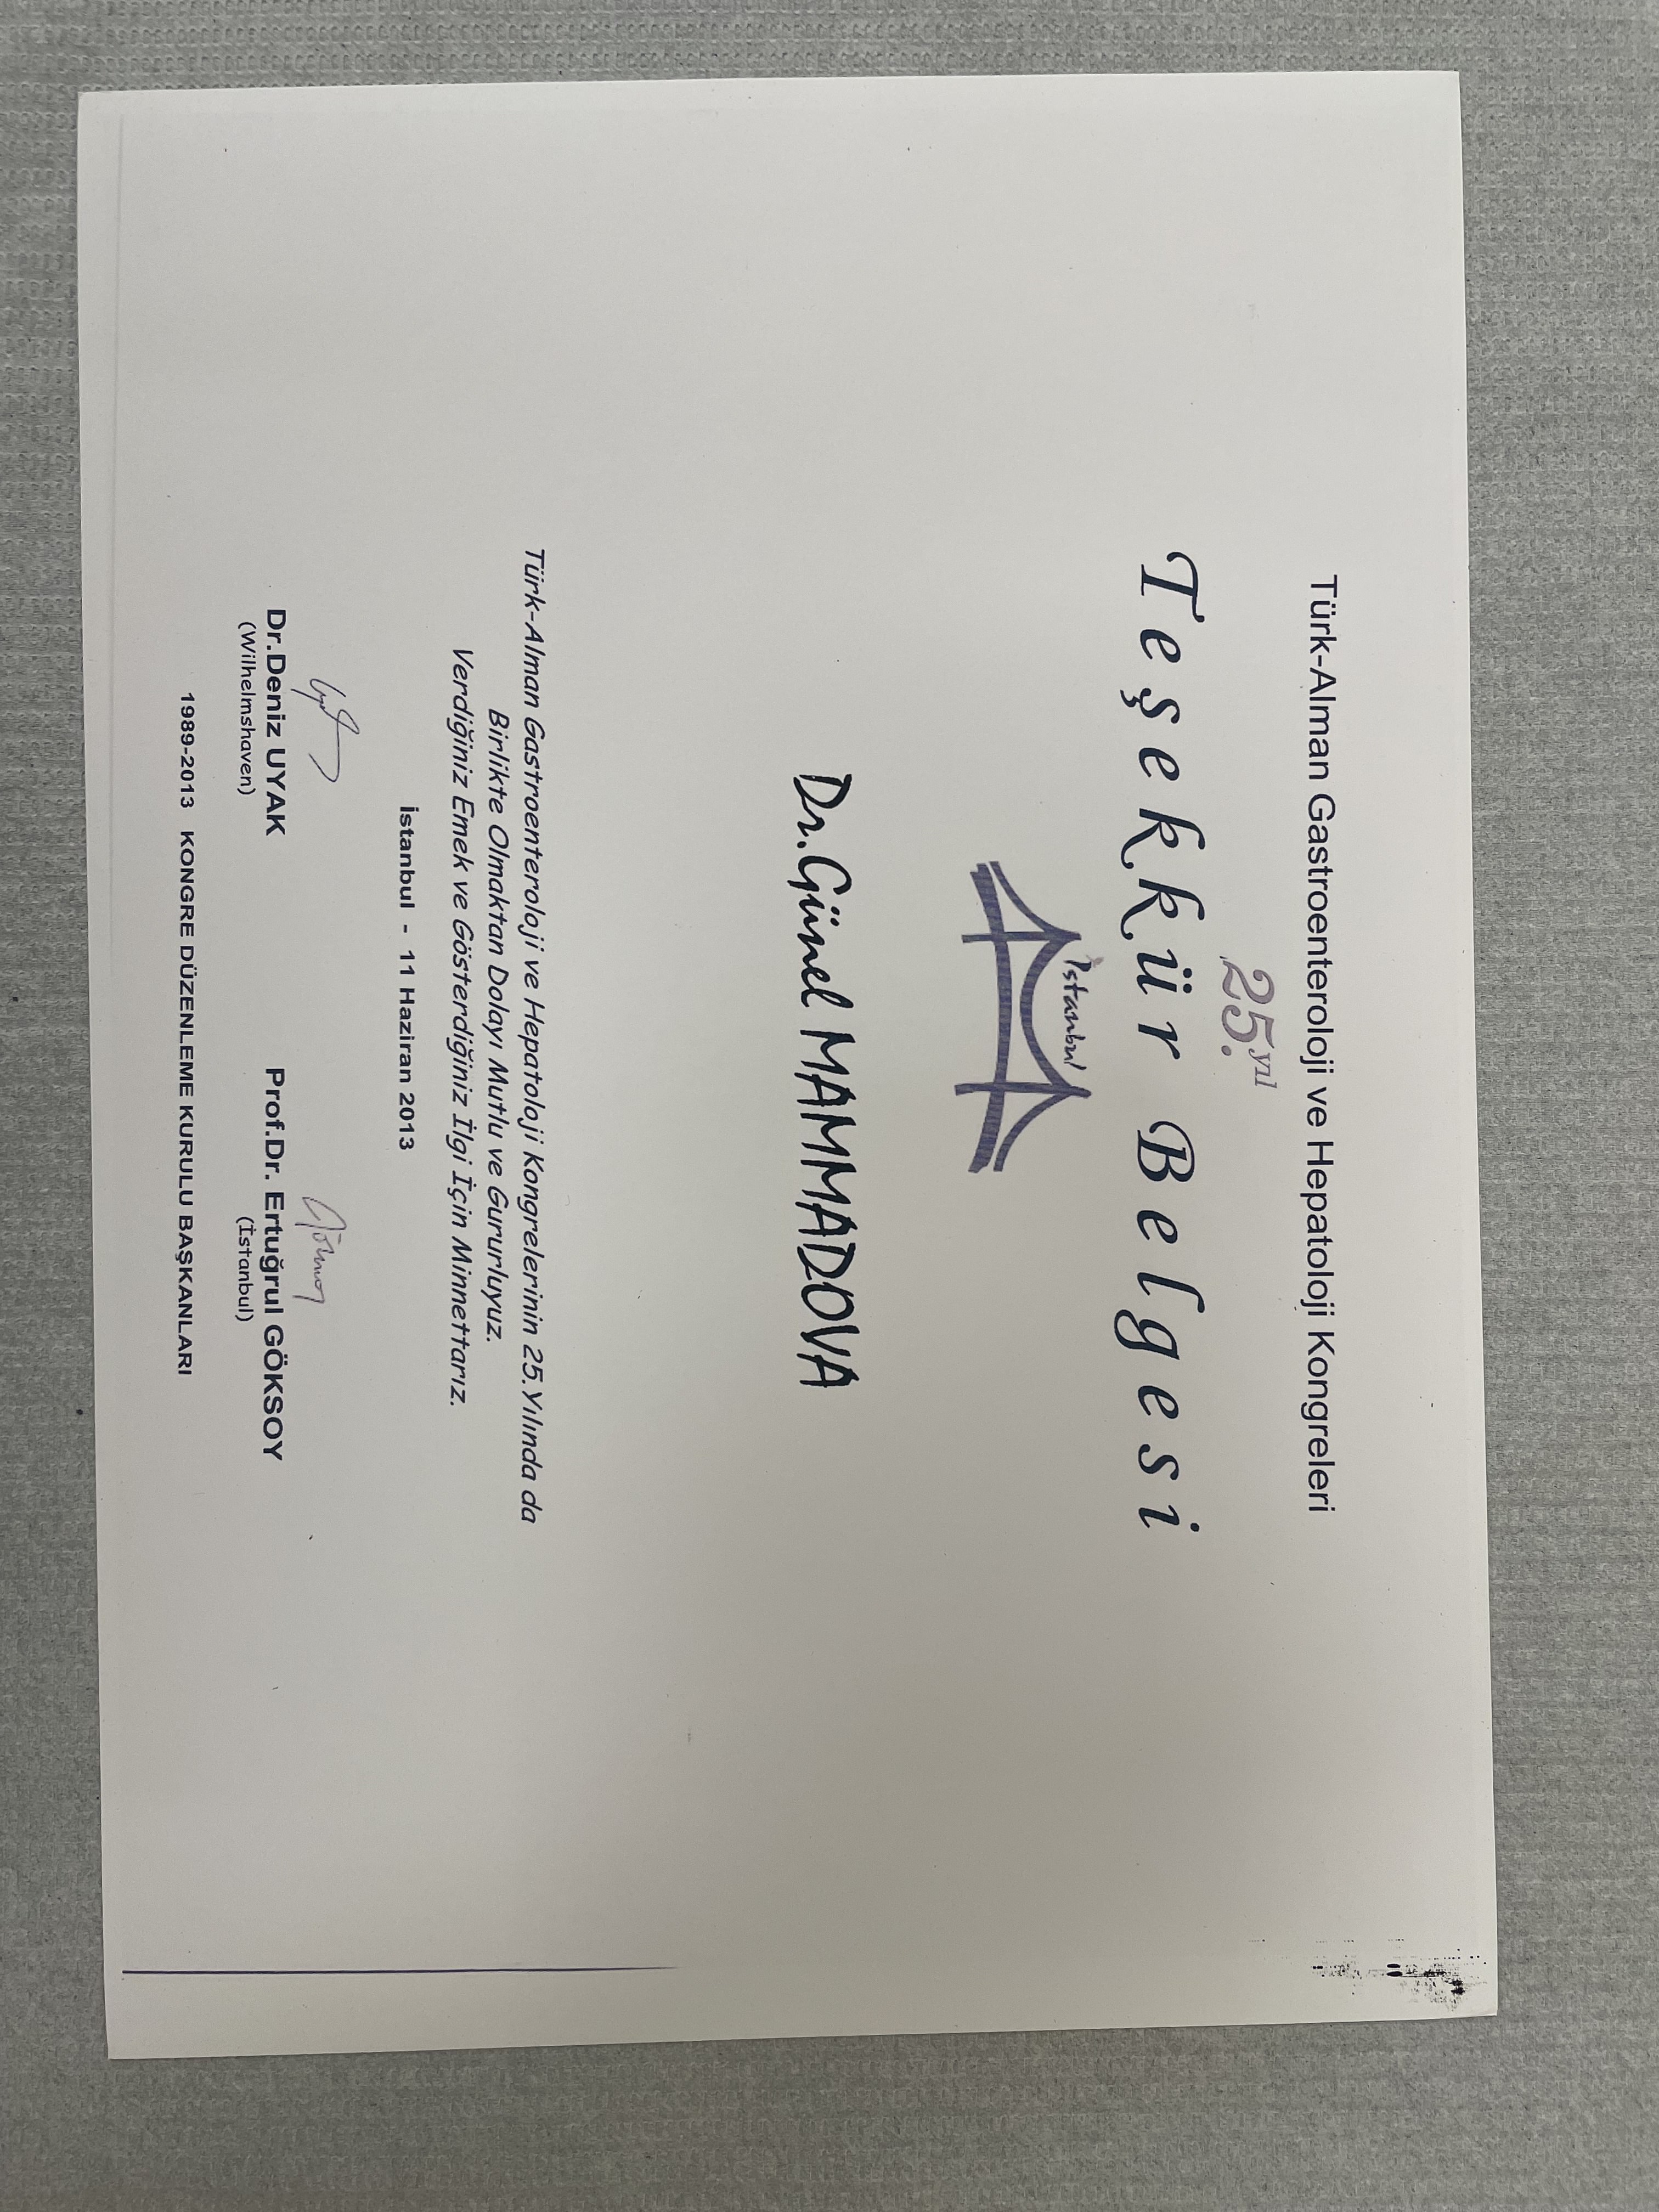 Türk-Alman Gastroenteroloji ve Hepatoloji Kongreleri
25.yıl
Teşekkür Belgesi
İstanbul
Dr.Günel MAMMADOVA
Türk-Alman Gastroenteroloji ve Hepatoloji Kongrelerinin 25.Yılında da
Birlikte Olmaktan Dolayı Mutlu ve Gururluyuz.
Verdiğiniz Emek ve Gösterdiğiniz İlgi İçin Minnettarız.
İstanbul - 11 Haziran 2013
Dr.Deniz UYAK Prof.Dr. Ertuğrul GÖKSOY
(Wilhelmshaven) (İstanbul)
1989-2013 KONGRE DÜZENLEME KURULU BAŞKANLARI